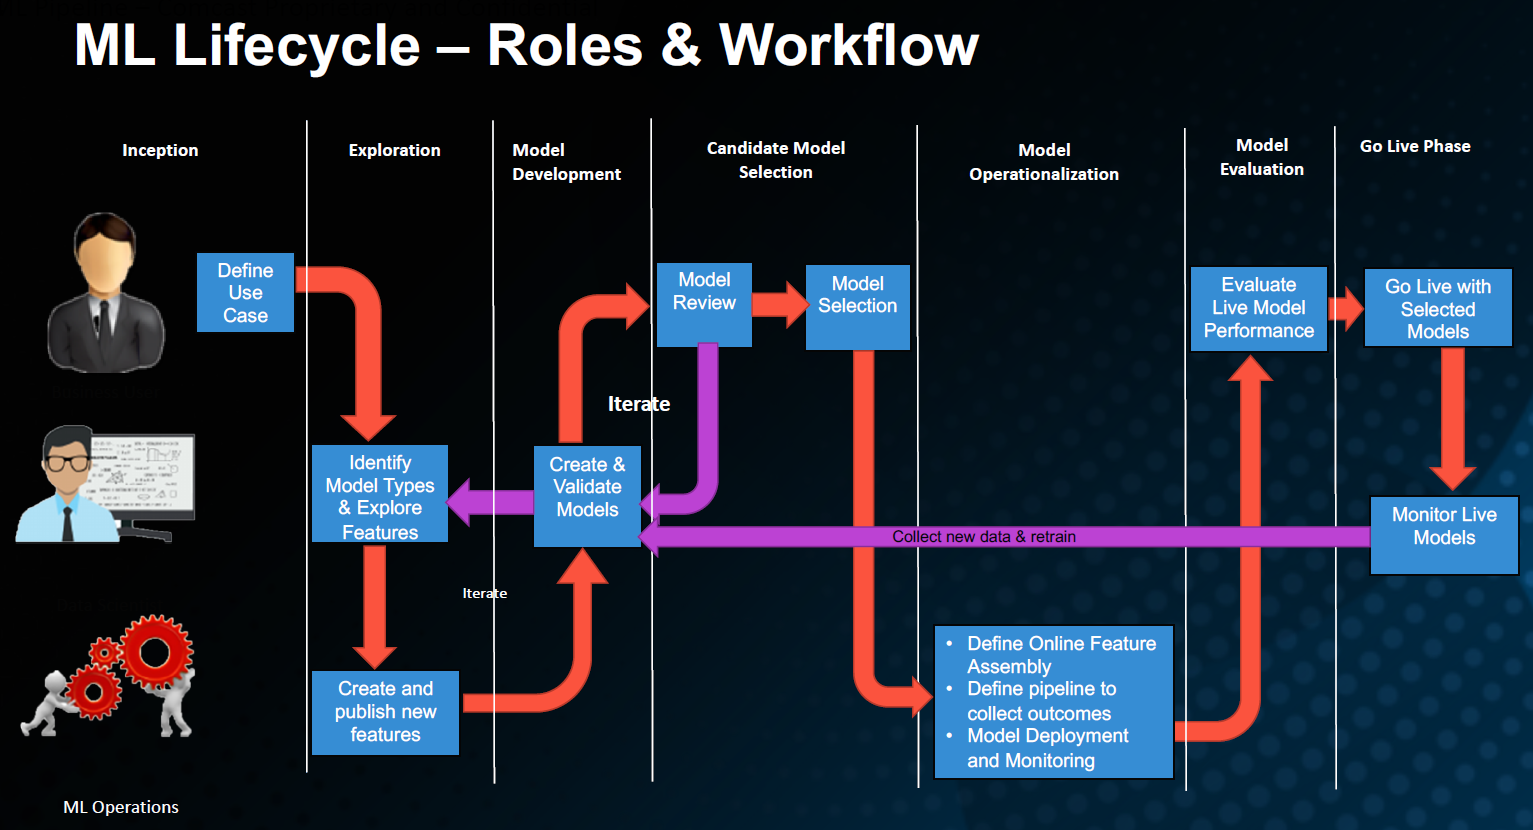 ML Lifecycle – Roles & Workflow
Inception
Exploration
Model
Development
Candidate Model
Selection
Model
Operationalization
Model
Evaluation
Go Live Phase
Define
Use
Case
Model
Review
Model
Selection
Evaluate
Live Model
Performance
Go Live with
Selected
Models
Iterate
Identify
Model Types
& Explore
Features
Create &
Validate
Models
Collect new data & retrain
Monitor Live
Models
Iterate
Create and
publish new
features
• Define Online Feature
Assembly
• Define pipeline to
collect outcomes
• Model Deployment
and Monitoring
ML Operations